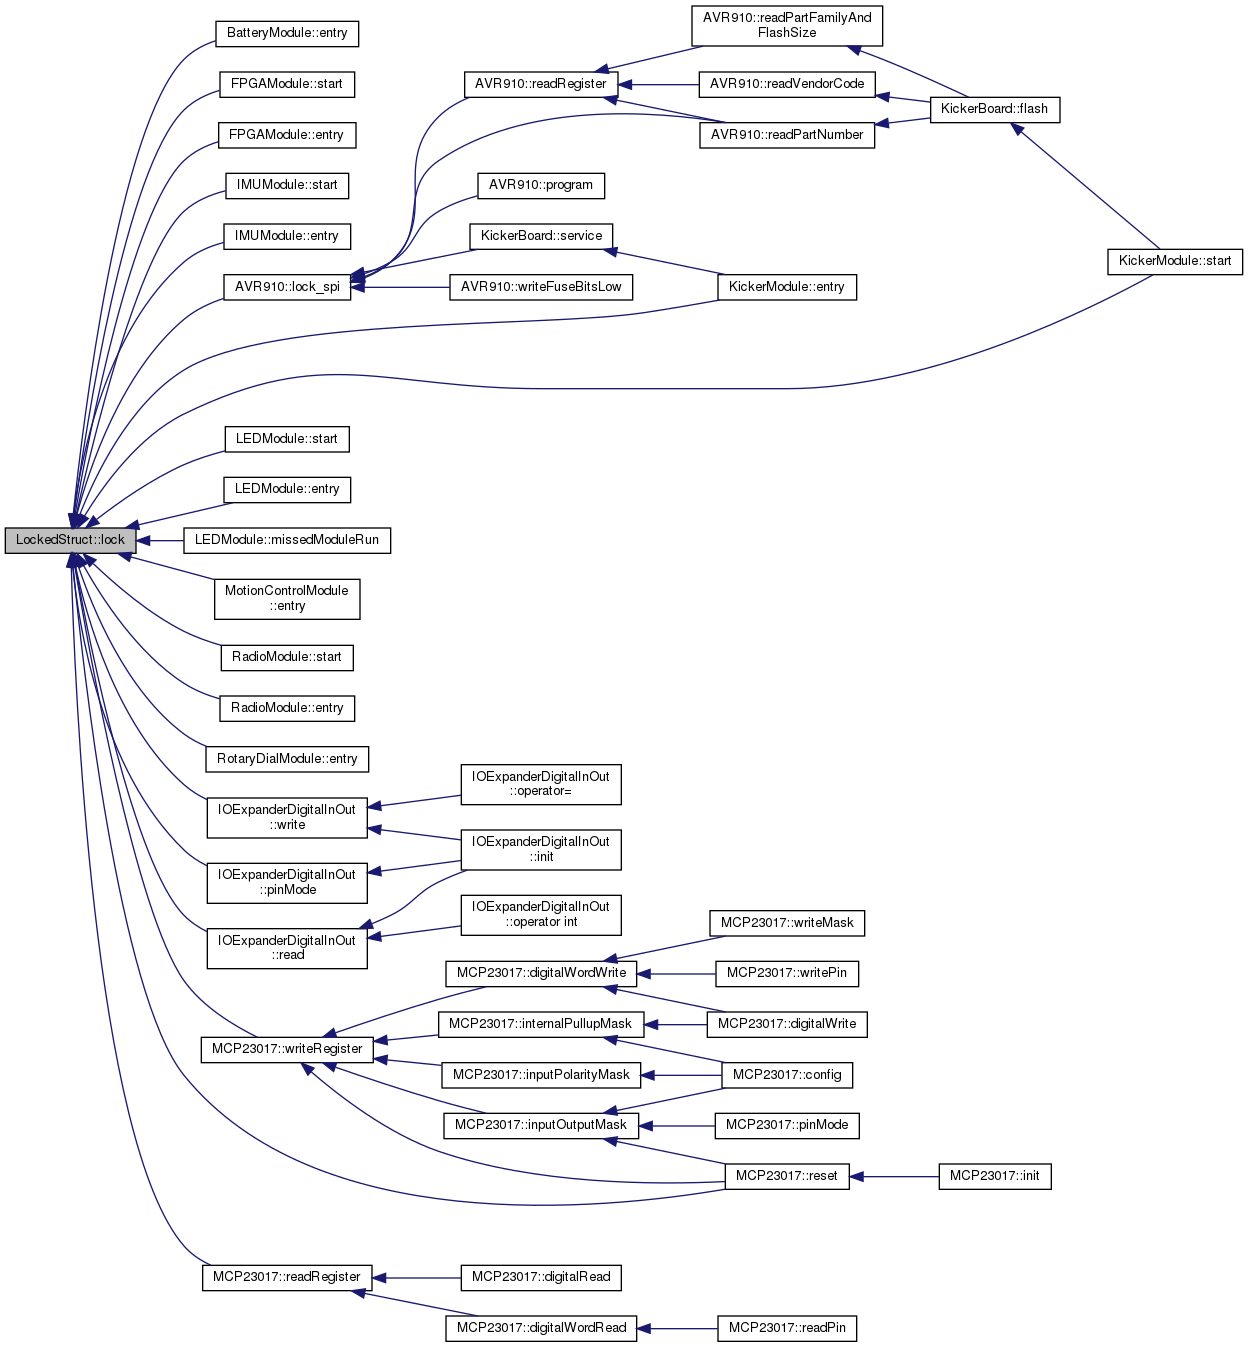 BatteryModule::entry
FPGAModule::start
FPGAModule::entry
IMUModule::start
IMUModule::entry
AVR910::lock_spi
AVR910::readRegister
AVR910::readPartFamilyAnd
FlashSize
AVR910::readVendorCode
AVR910::readPartNumber
KickerBoard::flash
KickerModule::start
AVR910::program
KickerBoard::service
AVR910::writeFuseBitsLow
KickerModule::entry
LEDModule::start
LEDModule::entry
LockedStruct::lock
LEDModule::missedModuleRun
MotionControlModule
::entry
RadioModule::start
RadioModule::entry
RotaryDialModule::entry
IOExpanderDigitalInOut
::write
IOExpanderDigitalInOut
::pinMode
IOExpanderDigitalInOut
::read
IOExpanderDigitalInOut
::operator=
IOExpanderDigitalInOut
::init
IOExpanderDigitalInOut
::operator int
MCP23017::writeRegister
MCP23017::digitalWordWrite
MCP23017::internalPullupMask
MCP23017::inputPolarityMask
MCP23017::inputOutputMask
MCP23017::writeMask
MCP23017::writePin
MCP23017::digitalWrite
MCP23017::config
MCP23017::pinMode
MCP23017::reset
MCP23017::init
MCP23017::readRegister
MCP23017::digitalRead
MCP23017::digitalWordRead
MCP23017::readPin